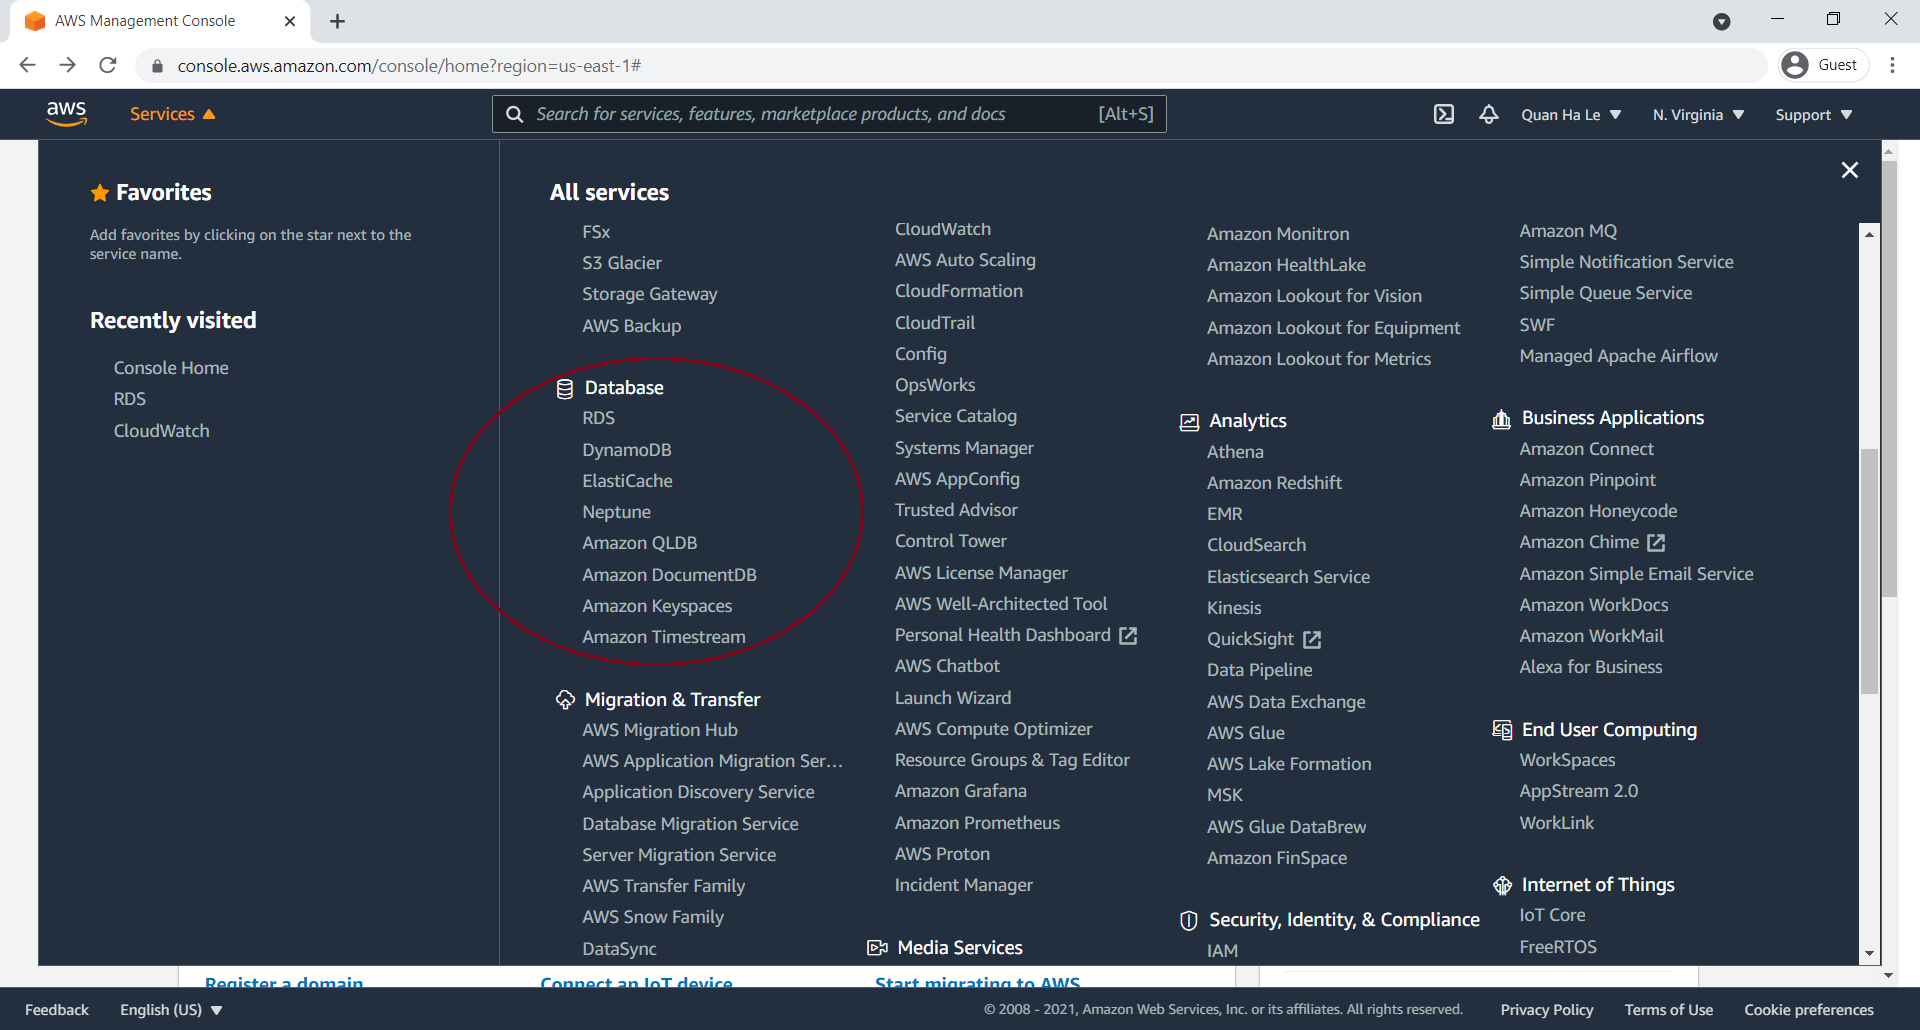 AWS Management Console
console.aws.amazon.com/console/home?region=us-east-1#
Guest
aws
Services
Search for services, features, marketplace products, and docs
[Alt+S]
Quan Ha Le
N. Virginia
Support
Favorites
Add favorites by clicking on the star next to the
service name.
Recently visited
Console Home
RDS
CloudWatch
All services
FSx
S3 Glacier
Storage Gateway
AWS Backup
Database
RDS
DynamoDB
ElastiCache
Neptune
Amazon QLDB
Amazon DocumentDB
Amazon Keyspaces
Amazon Timestream
Migration & Transfer
AWS Migration Hub
AWS Application Migration Ser...
Application Discovery Service
Database Migration Service
Server Migration Service
AWS Transfer Family
AWS Snow Family
DataSync
CloudWatch
AWS Auto Scaling
CloudFormation
CloudTrail
Config
OpsWorks
Service Catalog
Systems Manager
AWS AppConfig
Trusted Advisor
Control Tower
AWS License Manager
AWS Well-Architected Tool
Personal Health Dashboard
AWS Chatbot
Launch Wizard
AWS Compute Optimizer
Resource Groups & Tag Editor
Amazon Grafana
Amazon Prometheus
AWS Proton
Incident Manager
Media Services
Amazon Monitron
Amazon HealthLake
Amazon Lookout for Vision
Amazon Lookout for Equipment
Amazon Lookout for Metrics
Analytics
Athena
Amazon Redshift
EMR
CloudSearch
Elasticsearch Service
Kinesis
QuickSight
Data Pipeline
AWS Data Exchange
AWS Glue
AWS Lake Formation
MSK
AWS Glue DataBrew
Amazon FinSpace
Security, Identity, & Compliance
IAM
Amazon MQ
Simple Notification Service
Simple Queue Service
SWF
Managed Apache Airflow
Business Applications
Amazon Connect
Amazon Pinpoint
Amazon Honeycode
Amazon Chime
Amazon Simple Email Service
Amazon WorkDocs
Amazon WorkMail
Alexa for Business
End User Computing
WorkSpaces
AppStream 2.0
WorkLink
Internet of Things
IoT Core
FreeRTOS
Register a domain
Connect an IoT device
Start migrating to AWS
Feedback
English (US)
© 2008 - 2021, Amazon Web Services, Inc. or its affiliates. All rights reserved.
Privacy Policy
Terms of Use
Cookie preferences